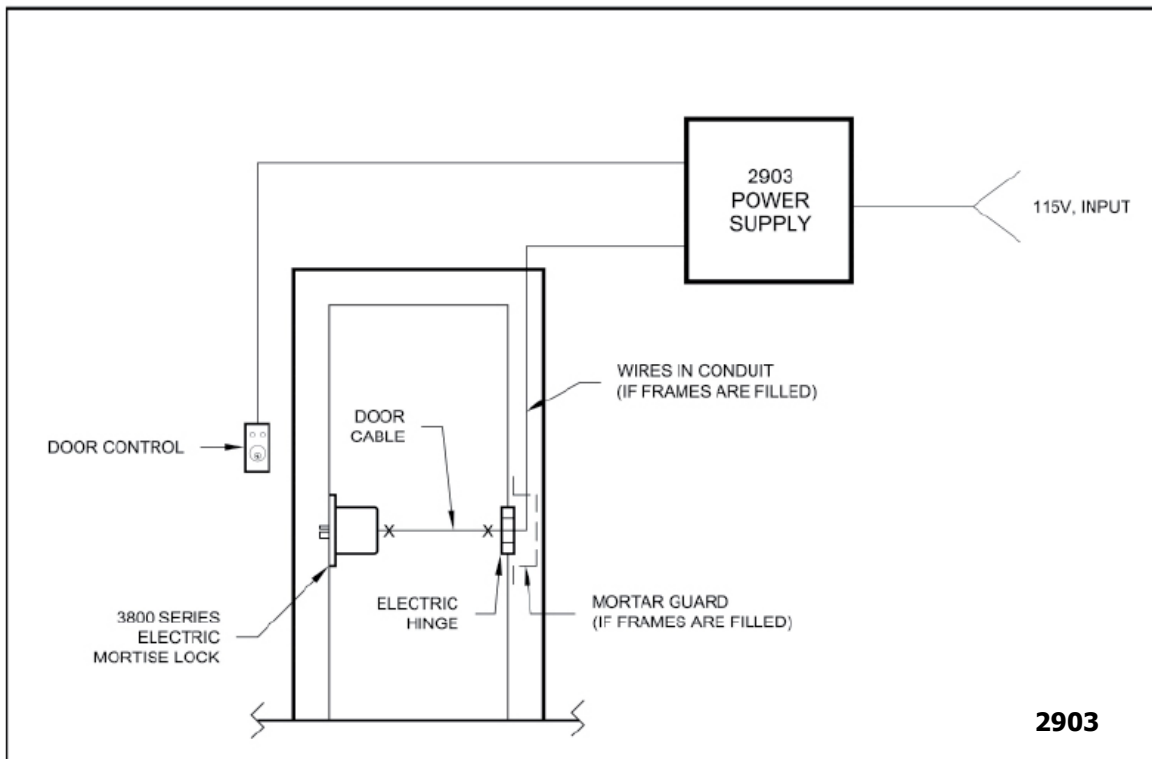 2903
POWER
SUPPLY
115V, INPUT
WIRES IN CONDUIT
(IF FRAMES ARE FILLED)
DOOR
CABLE
DOOR CONTROL
ELECTRIC
HINGE
MORTAR GUARD
(IF FRAMES ARE FILLED)
3800 SERIES
ELECTRIC
MORTISE LOCK
2903